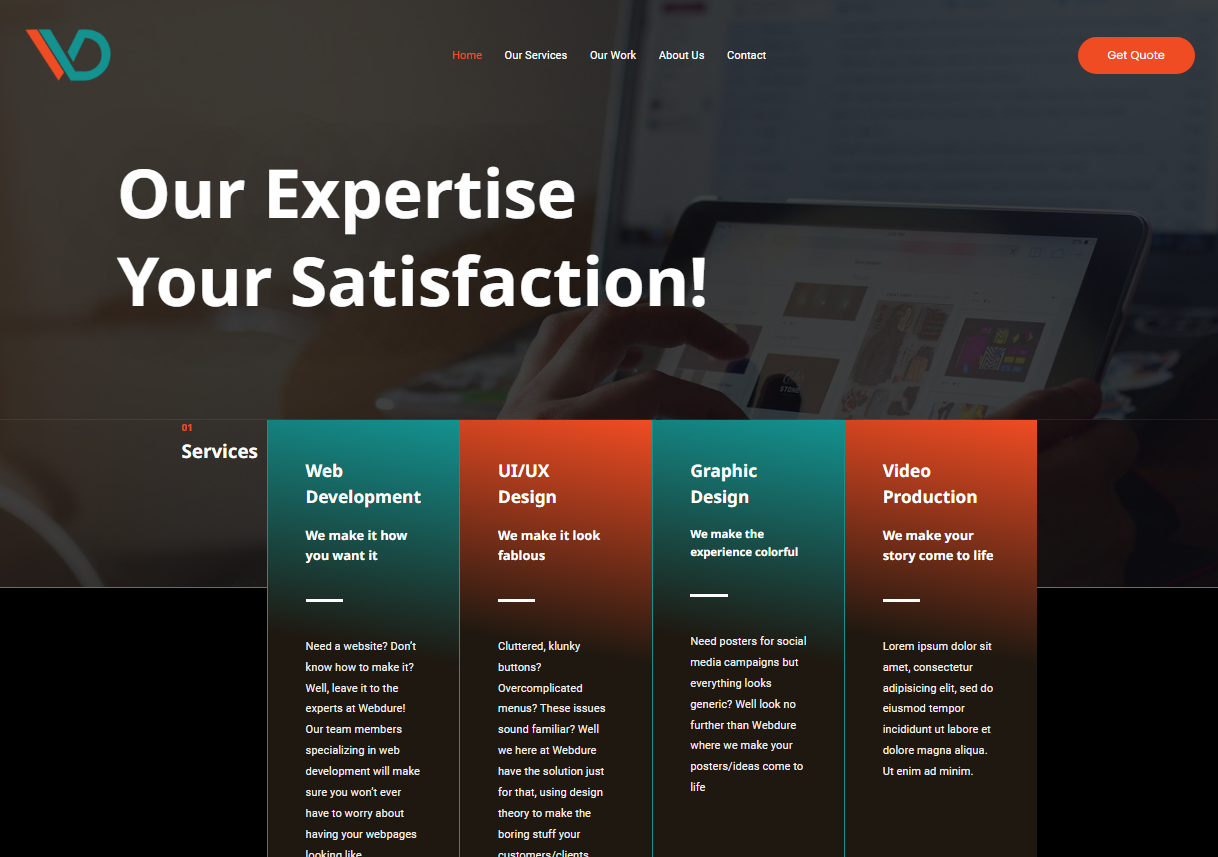 Home Our Services Our Work About Us Contact
Get Quote
Our Expertise
Your Satisfaction!
01
Services
Web
Development
We make it how
you want it
Need a website? Don’t
know how to make it?
Well, leave it to the
experts at Webdure!
Our team members
specializing in web
development will make
sure you won’t ever
have to worry about
having your webpages
looking like
UI/UX
Design
We make it look
fablous
Cluttered, klunky
buttons?
Overcomplicated
menus? These issues
sound familiar? Well
we here at Webdure
have the solution just
for that, using design
theory to make the
boring stuff your
customers/clients
Graphic
Design
We make the
experience colorful
Need posters for social
media campaigns but
everything looks
generic? Well look no
further than Webdure
where we make your
posters/ideas come to
life
Video
Production
We make your
story come to life
Lorem ipsum dolor sit
amet, consectetur
adipisicing elit, sed do
eiusmod tempor
incididunt ut labore et
dolore magna aliqua.
Ut enim ad minim.